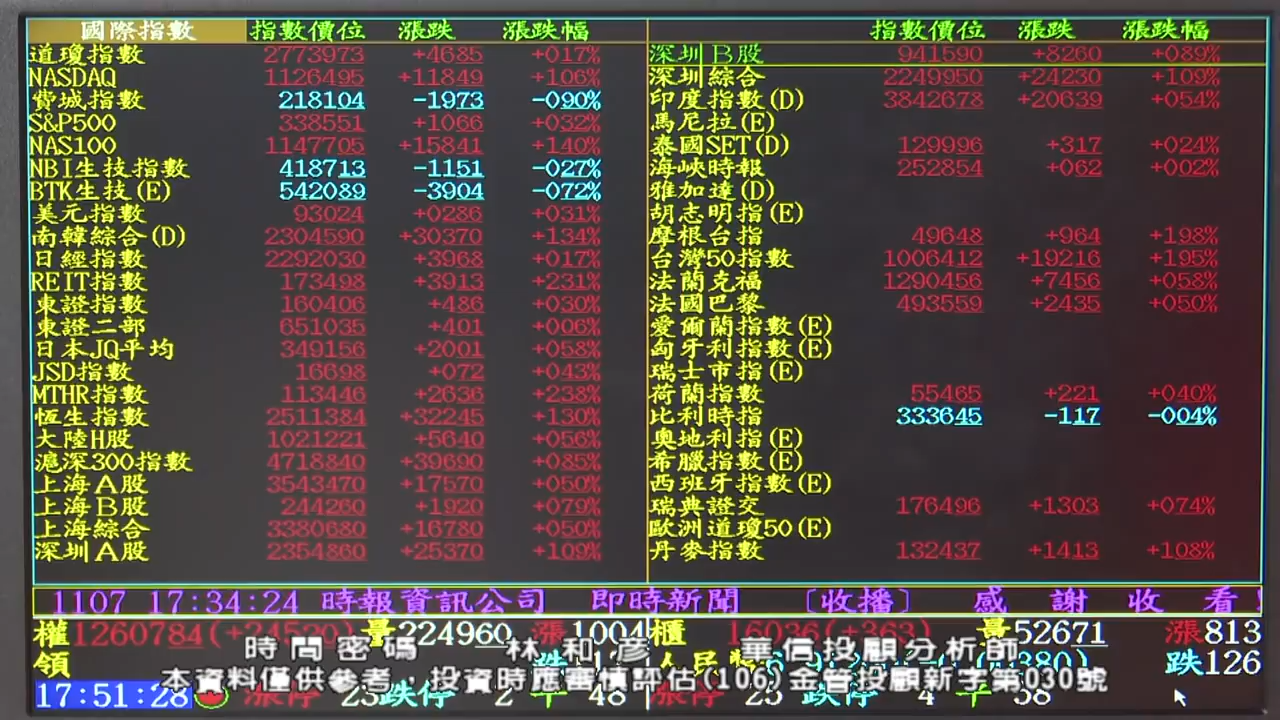 國際指數 指數價位 漲跌 漲跌幅
道瓊指數 2773973 +4685 +017%
NASDAQ 1126495 +11849 +106%
費城指數 218104 -1973 -090%
S&P500 338551 +1066 +032%
NAS100 1147705 +15841 +140%
NBI生技指數 418713 -1151 -027%
BTK生技(E) 542089 -3904 -072%
美元指數 93024 +0286 +031%
南韓綜合(D) 2304590 +30370 +134%
日經指數 2292030 +3968 +017%
REIT指數 173498 +3913 +231%
東證指數 160406 +486 +030%
東證二部 651035 +401 +006%
日本JQ平均 349156 +2001 +058%
JSD指數 16698 +072 +043%
MTHR指數 113446 +2636 +238%
恆生指數 2511384 +32245 +130%
大陸H股 1021221 +5640 +056%
滬深300指數 4718840 +39690 +085%
上海A股 3543470 +17570 +050%
上海B股 244260 +1920 +079%
上海綜合 3380680 +16780 +050%
深圳A股 2354860 +25370 +109%
指數價位 漲跌 漲跌幅
深圳B股 941590 +8260 +089%
深圳綜合 2249950 +24230 +109%
印度指數(D) 3842678 +20639 +054%
馬尼拉(E)
泰國SET(D) 129996 +317 +024%
海峽時報 252854 +062 +002%
雅加達(D)
胡志明指(E)
摩根台指 49648 +964 +198%
台灣50指數 1006412 +19216 +195%
法蘭克福 1290456 +7456 +058%
法國巴黎 493559 +2435 +050%
愛爾蘭指數(E)
匈牙利指數(E)
瑞士市指(E)
荷蘭指數 55465 +221 +040%
比利時指 333645 -117 -004%
奧地利指(E)
希臘指數(E)
西班牙指數(E)
瑞典證交 176496 +1303 +074%
歐洲道瓊50(E)
丹麥指數 132437 +1413 +108%
1107 17:34:24 時報資訊公司 即時新聞 〔收播〕 感 謝 收 看!
權1260784(+24520) 量224960 漲1004 櫃 16036(+363) 量52671 漲813
領 跌 人民幣 跌126
時間密碼 林和彥 華信投顧分析師
本資料僅供參考，投資時應審慎評估(106)金管投顧新字第030號
17:51:28 漲停 23 跌停 2 平 48 漲停 23 跌停 4 平 58